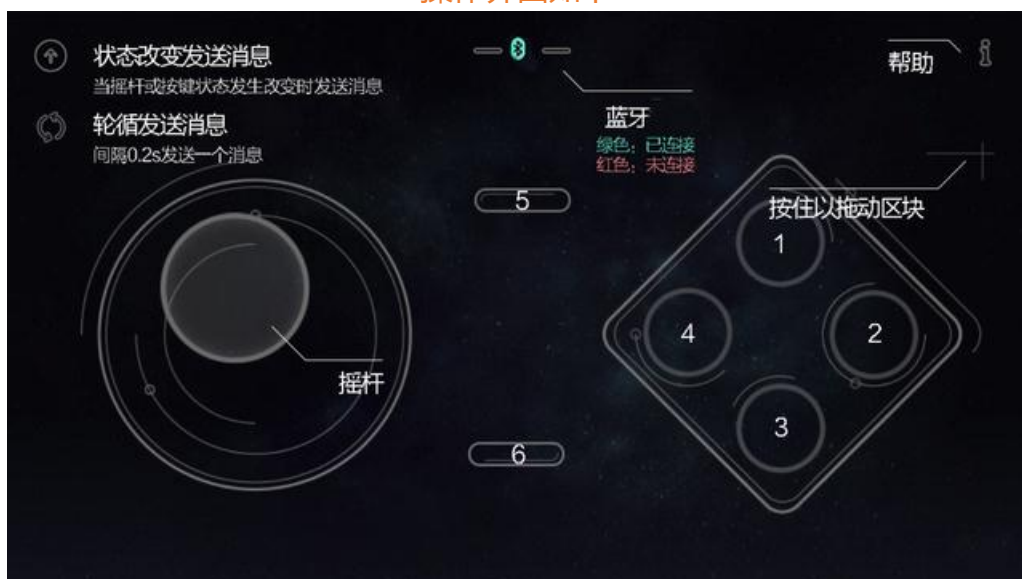 状态改变发送消息
当摇杆或按键状态发生改变时发送消息
轮循发送消息
间隔0.2s发送一个消息
帮助
蓝牙
绿色：已连接
红色：未连接
按住以拖动区块
5
1
4
2
摇杆
3
6